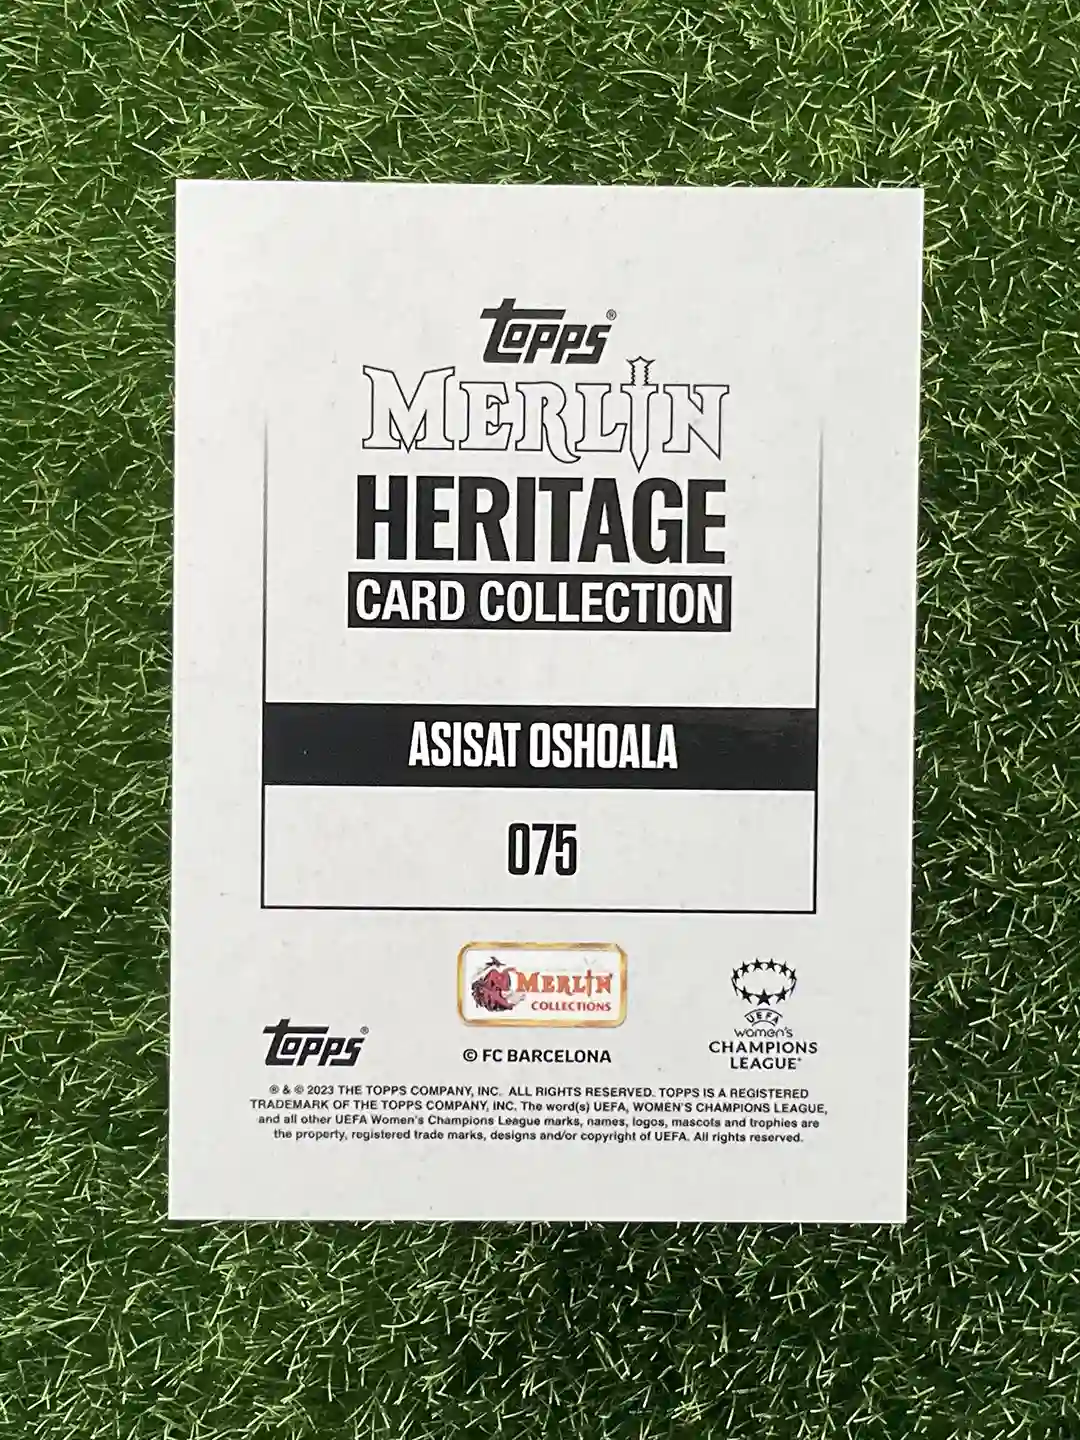 Topps®
MERLIN
HERITAGE
CARD COLLECTION
ASISAT OSHOALA
075
MERLIN
COLLECTIONS
Topps®
© FC BARCELONA
UEFA
women's
CHAMPIONS
LEAGUE
® & © 2023 THE TOPPS COMPANY, INC. ALL RIGHTS RESERVED. TOPPS IS A REGISTERED
TRADEMARK OF THE TOPPS COMPANY, INC. The word(s) UEFA, WOMEN'S CHAMPIONS LEAGUE,
and all other UEFA Women's Champions League marks, names, logos, mascots and trophies are
the property, registered trade marks, designs and/or copyright of UEFA. All rights reserved.